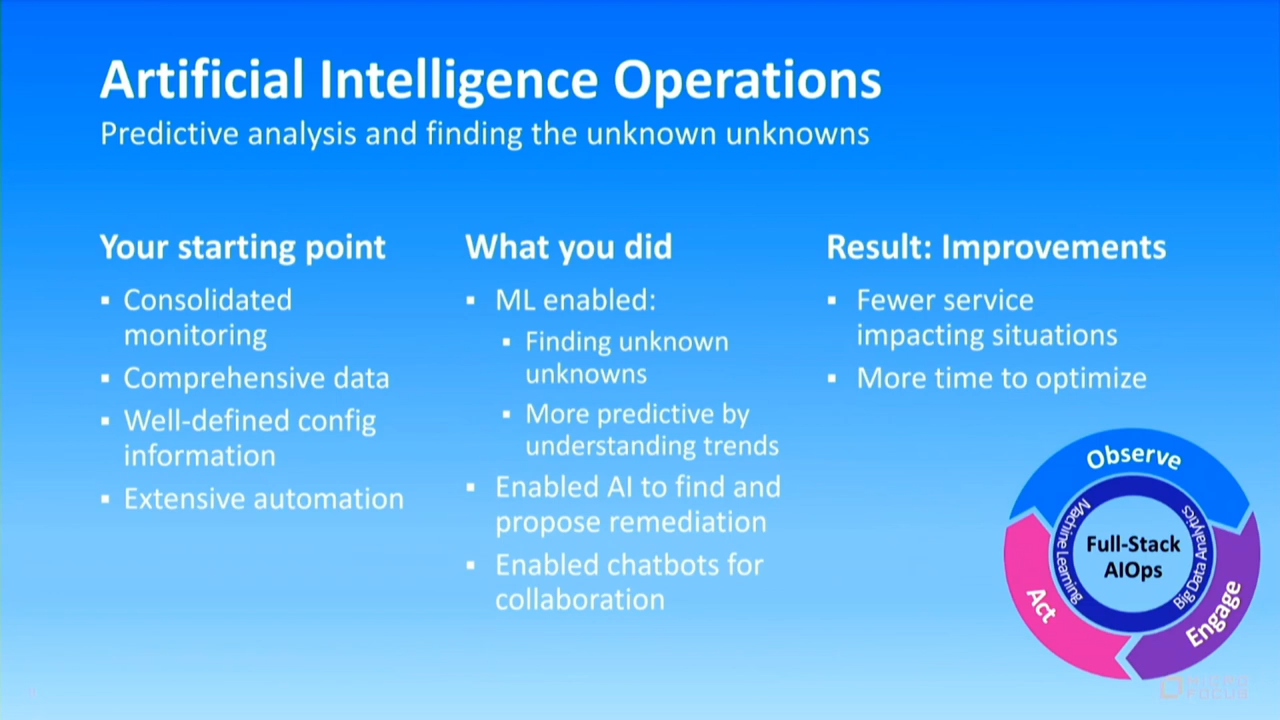 Artificial Intelligence Operations
Predictive analysis and finding the unknown unknowns
Your starting point
▪ Consolidated
monitoring
▪ Comprehensive data
▪ Well-defined config
information
▪ Extensive automation
What you did
▪ ML enabled:
▪ Finding unknown
unknowns
▪ More predictive by
understanding trends
▪ Enabled AI to find and
propose remediation
▪ Enabled chatbots for
collaboration
Result: Improvements
▪ Fewer service
impacting situations
▪ More time to optimize
Observe
Machine Learning
Big Data Analytics
Full-Stack
AIOps
Act
Engage
MICRO
FOCUS